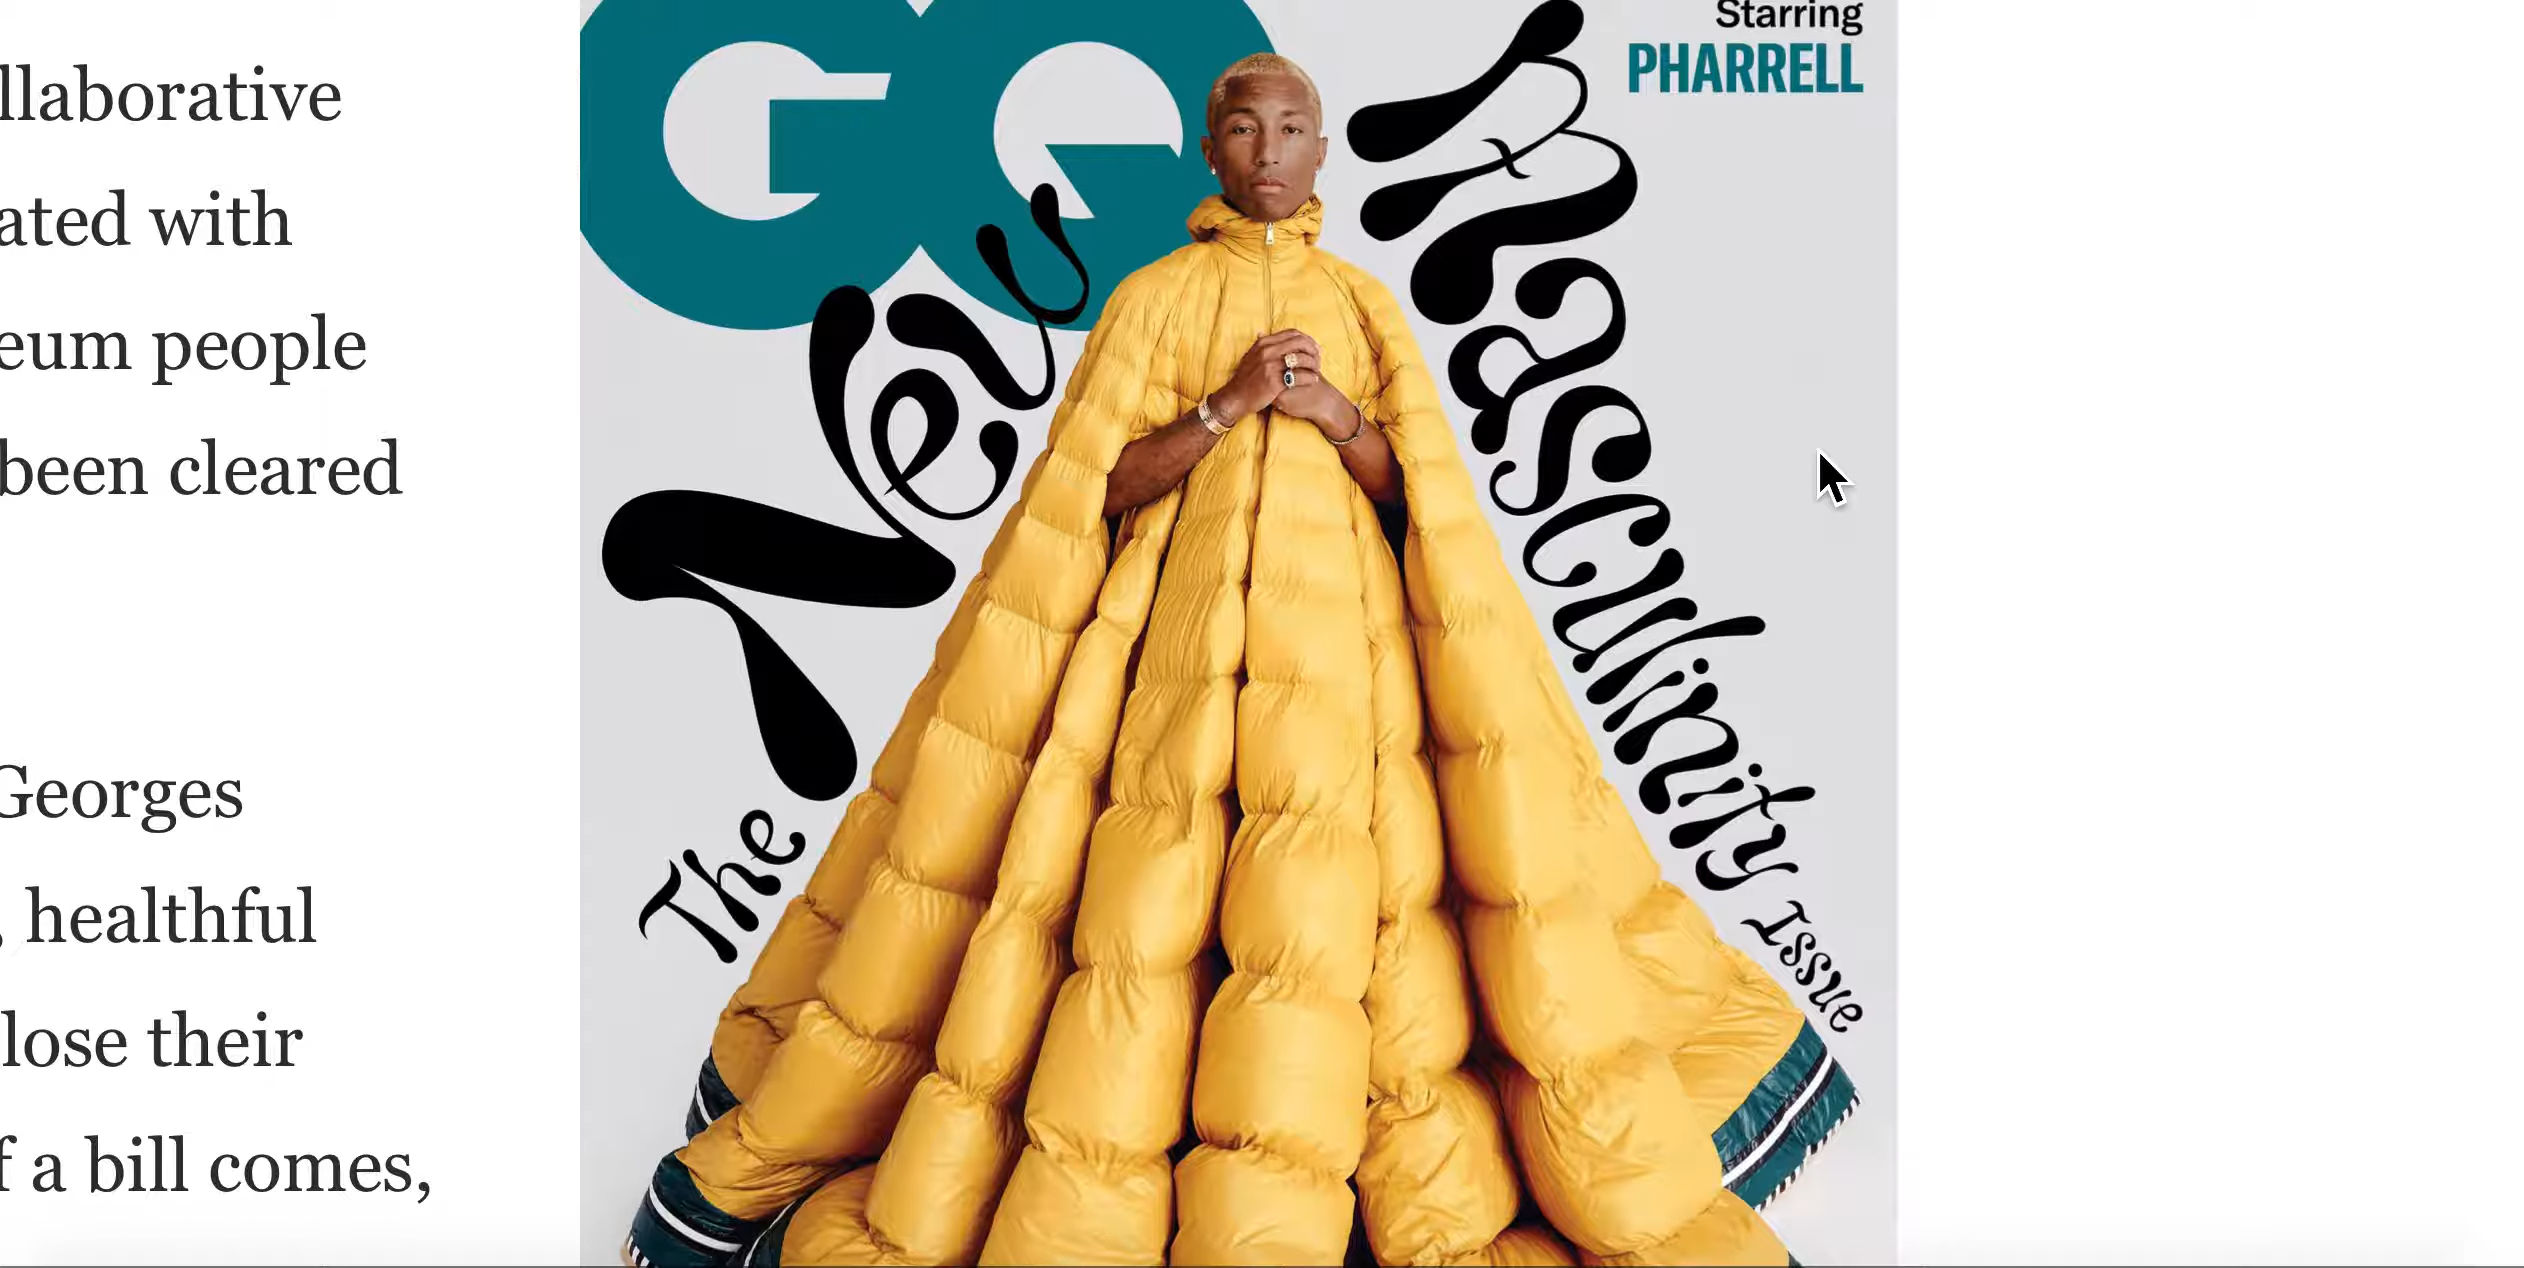 llaborative
ated with
eum people
been cleared
Georges
, healthful
lose their
f a bill comes,
GQ
Starring
PHARRELL
The New
Masculinity
Issue